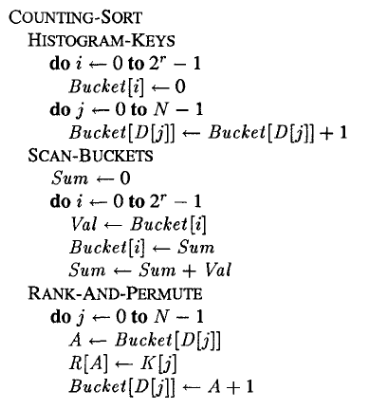 COUNTING-SORT
HISTOGRAM-KEYS
do i ← 0 to 2^r − 1
Bucket[i] ← 0
do j ← 0 to N − 1
Bucket[D[j]] ← Bucket[D[j]] + 1
SCAN-BUCKETS
Sum ← 0
do i ← 0 to 2^r − 1
Val ← Bucket[i]
Bucket[i] ← Sum
Sum ← Sum + Val
RANK-AND-PERMUTE
do j ← 0 to N − 1
A ← Bucket[D[j]]
R[A] ← K[j]
Bucket[D[j]] ← A + 1